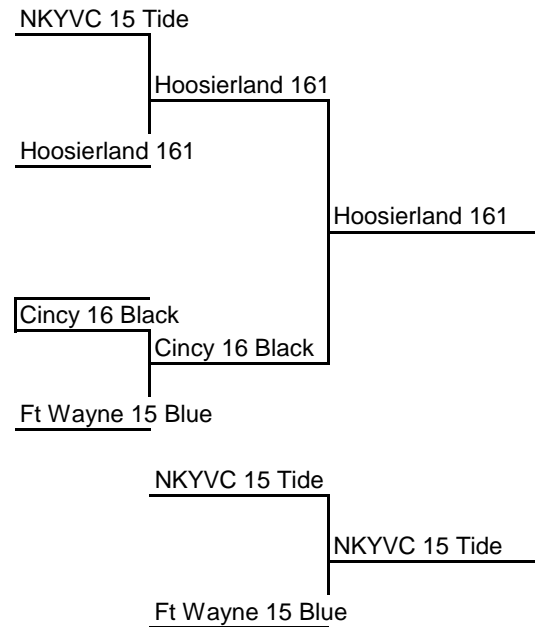 NKYVC 15 Tide
Hoosierland 161
Hoosierland 161
Hoosierland 161
Cincy 16 Black
Cincy 16 Black
Ft Wayne 15 Blue
NKYVC 15 Tide
NKYVC 15 Tide
Ft Wayne 15 Blue